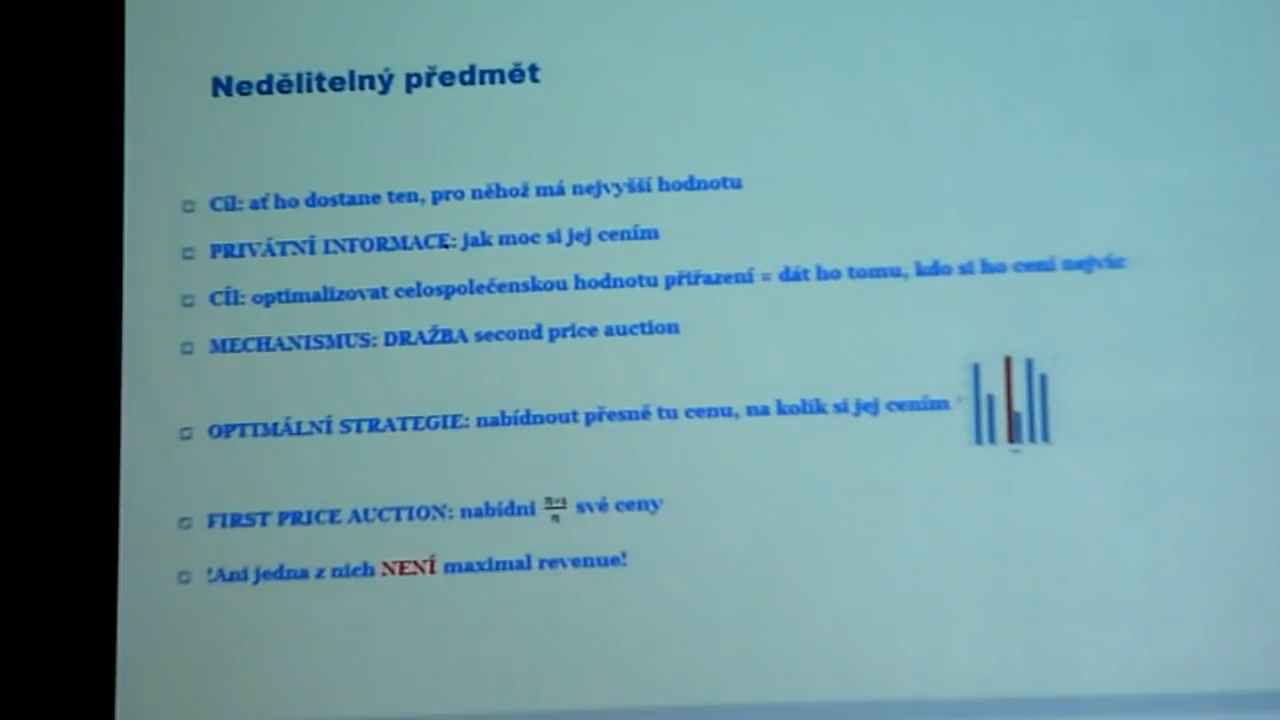 Nedělitelný předmět
Cíl: ať ho dostane ten, pro něhož má nejvyšší hodnotu
PRIVÁTNÍ INFORMACE: jak moc si jej cením
CÍL: optimalizovat celospolečenskou hodnotu přiřazení = dát ho tomu, kdo si ho cení nejvíc
MECHANISMUS: DRAŽBA second price auction
OPTIMÁLNÍ STRATEGIE: nabídnout přesně tu cenu, na kolik si jej cením
FIRST PRICE AUCTION: nabídni n-1/n své ceny
!Ani jedna z nich NENÍ maximal revenue!